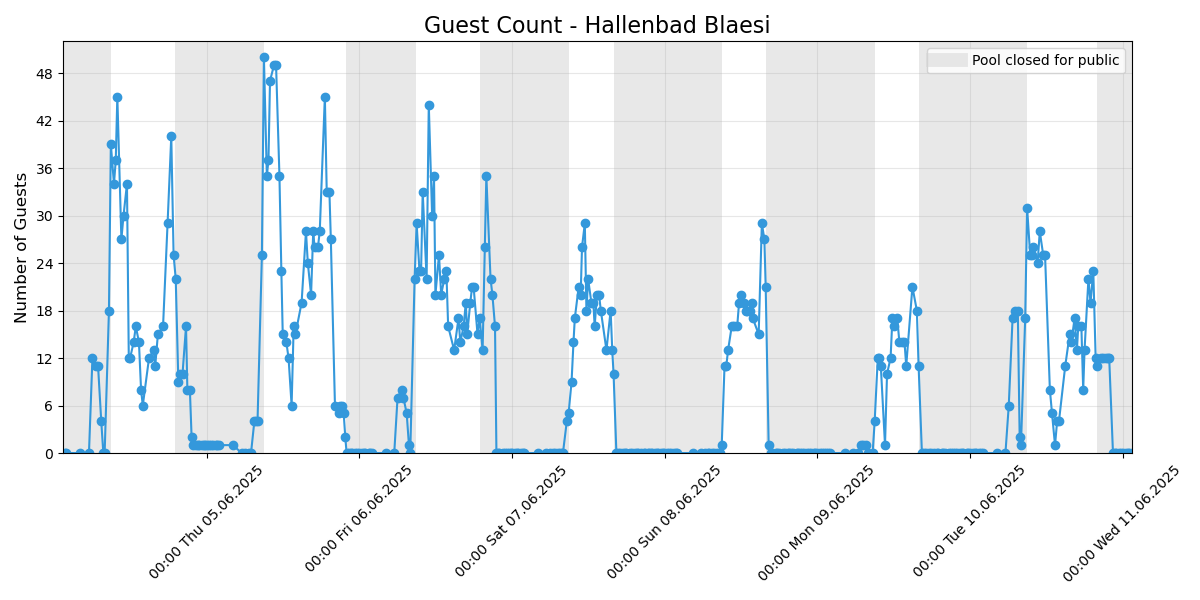 Guest Count - Hallenbad Blaesi
Pool closed for public
Number of Guests
48
42
36
30
24
18
12
6
0
00:00 Thu 05.06.2025
00:00 Fri 06.06.2025
00:00 Sat 07.06.2025
00:00 Sun 08.06.2025
00:00 Mon 09.06.2025
00:00 Tue 10.06.2025
00:00 Wed 11.06.2025